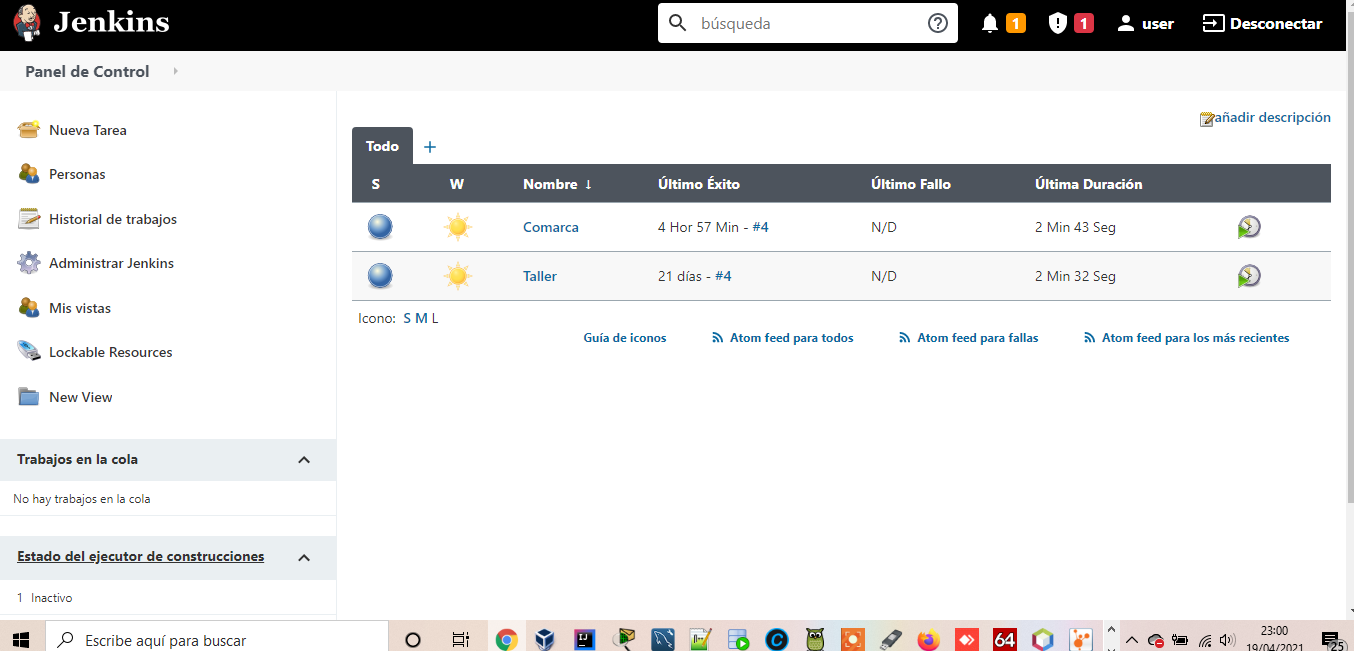 Jenkins
búsqueda
1
1
user
Desconectar
Panel de Control
Nueva Tarea
Personas
Historial de trabajos
Administrar Jenkins
Mis vistas
Lockable Resources
New View
Trabajos en la cola
No hay trabajos en la cola
Estado del ejecutor de construcciones
1 Inactivo
añadir descripción
Todo +
S W Nombre ↓ Último Éxito Último Fallo Última Duración
Comarca 4 Hor 57 Min - #4 N/D 2 Min 43 Seg
Taller 21 días - #4 N/D 2 Min 32 Seg
Icono: S M L
Guía de iconos Atom feed para todos Atom feed para fallas Atom feed para los más recientes
Escribe aquí para buscar
64
23:00
19/04/2021
25